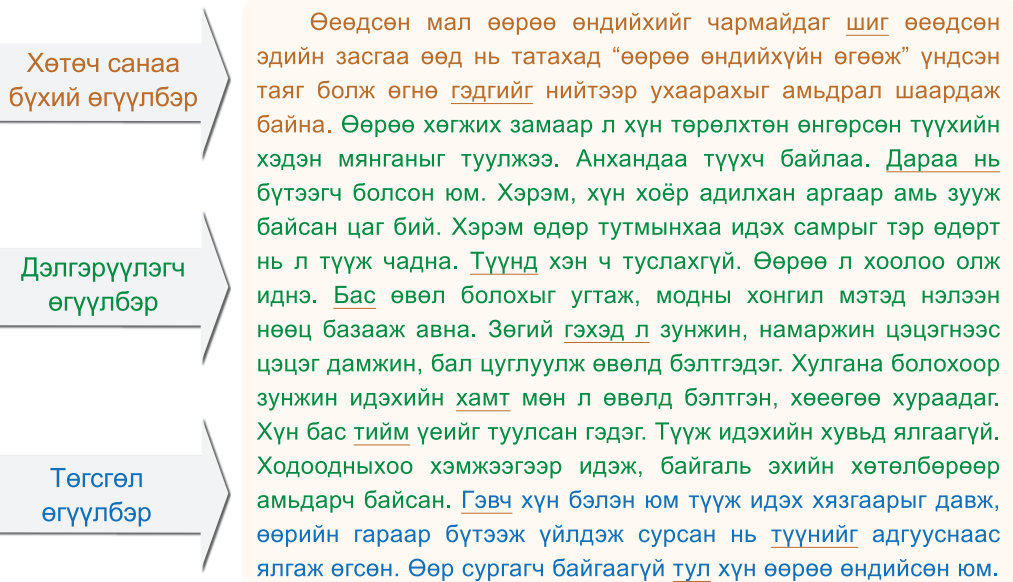 Хөтөч санаа
бүхий өгүүлбэр
Дэлгэрүүлэгч
өгүүлбэр
Төгсгөл
өгүүлбэр
Өеөдсөн мал өөрөө өндийхийг чармайдаг шиг өеөдсөн
эдийн засгаа өөд нь татахад “өөрөө өндийхүйн өгөөж” үндсэн
таяг болж өгнө гэдгийг нийтээр ухаарахыг амьдрал шаардаж
байна. Өөрөө хөгжих замаар л хүн төрөлхтөн өнгөрсөн түүхийн
хэдэн мянганыг туулжээ. Анхандаа түүхч байлаа. Дараа нь
бүтээгч болсон юм. Хэрэм, хүн хоёр адилхан аргаар амь зууж
байсан цаг бий. Хэрэм өдөр тутмынхаа идэх самрыг тэр өдөрт
нь л түүж чадна. Түүнд хэн ч туслахгүй. Өөрөө л хоолоо олж
иднэ. Бас өвөл болохыг угтаж, модны хонгил мэтэд нэлээн
нөөц базааж авна. Зөгий гэхэд л зунжин, намаржин цэцэгнээс
цэцэг дамжин, бал цуглуулж өвөлд бэлтгэдэг. Хулгана болохоор
зунжин идэхийн хамт мөн л өвөлд бэлтгэн, хөеөгөө хураадаг.
Хүн бас тийм үеийг туулсан гэдэг. Түүж идэхийн хувьд ялгаагүй.
Ходоодныхоо хэмжээгээр идэж, байгаль эхийн хөтөлбөрөөр
амьдарч байсан. Гэвч хүн бэлэн юм түүж идэх хязгаарыг давж,
өөрийн гараар бүтээж үйлдэж сурсан нь түүнийг адгууснаас
ялгаж өгсөн. Өөр сургагч байгаагүй тул хүн өөрөө өндийсөн юм.